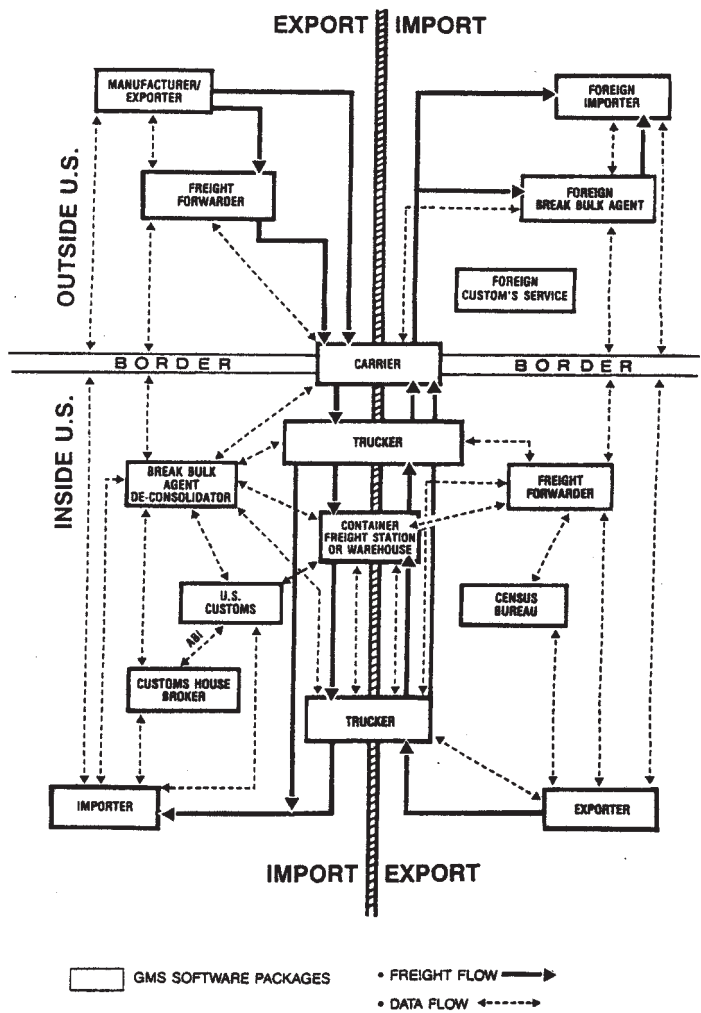 EXPORT IMPORT
MANUFACTURER/
EXPORTER
FOREIGN
IMPORTER
FREIGHT
FORWARDER
FOREIGN
BREAK BULK AGENT
OUTSIDE U.S.
FOREIGN
CUSTOM'S SERVICE
BORDER
CARRIER
BORDER
TRUCKER
INSIDE U.S.
BREAK BULK
AGENT
DE-CONSOLIDATOR
FREIGHT
FORWARDER
CONTAINER
FREIGHT STATION
OR WAREHOUSE
U.S.
CUSTOMS
CENSUS
BUREAU
ABI
CUSTOMS HOUSE
BROKER
TRUCKER
IMPORTER
EXPORTER
IMPORT EXPORT
GMS SOFTWARE PACKAGES
• FREIGHT FLOW
• DATA FLOW